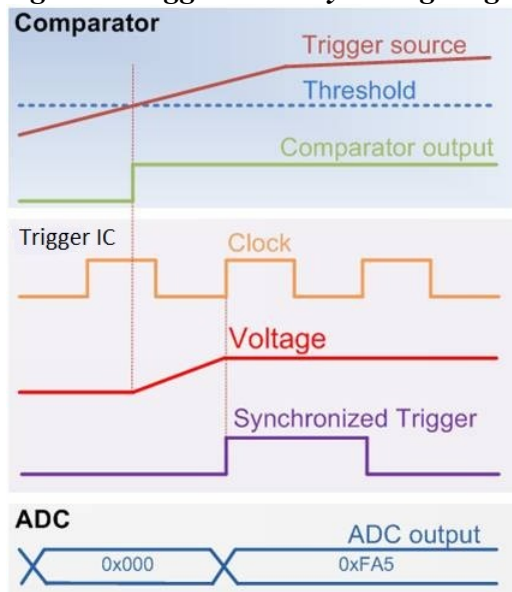 Comparator
Trigger source
Threshold
Comparator output
Trigger IC
Clock
Voltage
Synchronized Trigger
ADC
ADC output
0x000
0xFA5